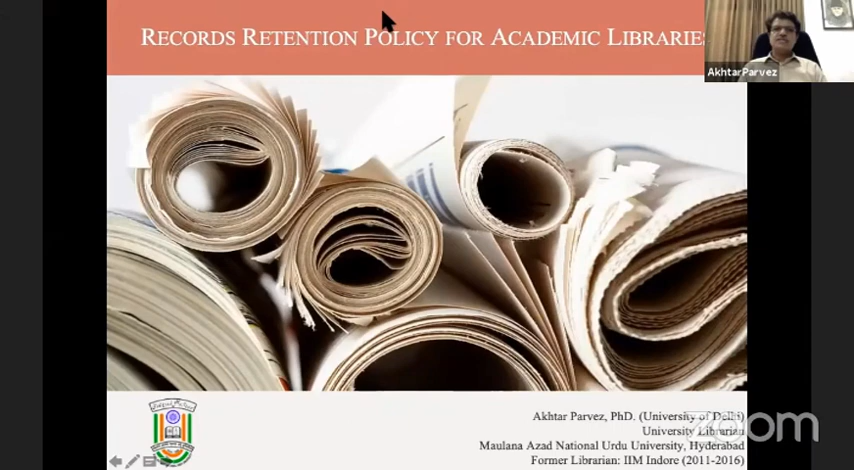 RECORDS RETENTION POLICY FOR ACADEMIC LIBRARIES
AkhtarParvez
Akhtar Parvez, PhD. (University of Delhi)
University Librarian
Maulana Azad National Urdu University, Hyderabad
Former Librarian: IIM Indore (2011-2016)
zoom